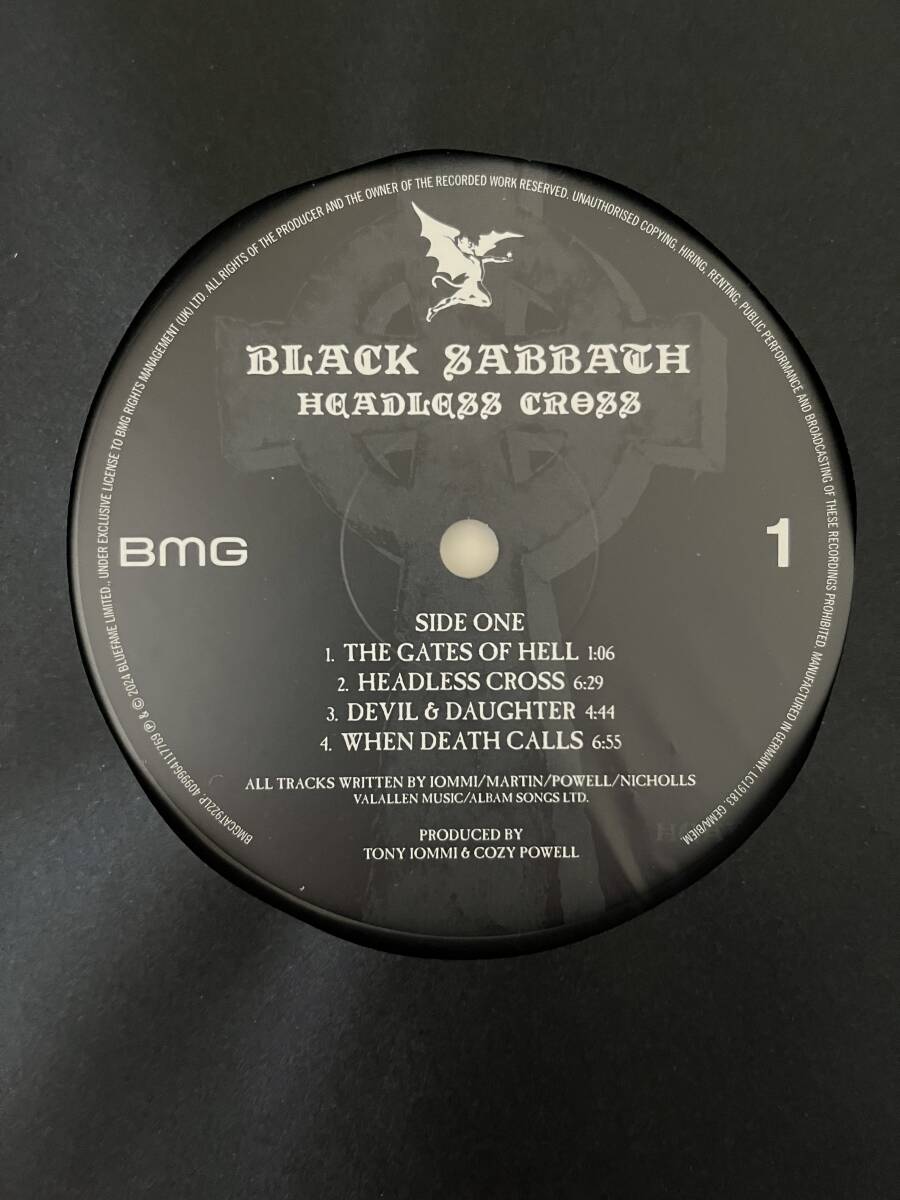 BLACK SABBATH
HEADLESS CROSS
BMG
1
SIDE ONE
1. THE GATES OF HELL 1:06
2. HEADLESS CROSS 6:29
3. DEVIL & DAUGHTER 4:44
4. WHEN DEATH CALLS 6:55
ALL TRACKS WRITTEN BY IOMMI/MARTIN/POWELL/NICHOLLS
VALALLEN MUSIC/ALBAM SONGS LTD.
PRODUCED BY
TONY IOMMI & COZY POWELL
BMGCAT922LP. 4099964117769 ℗ & © 2024 BLUEFAME LIMITED., UNDER EXCLUSIVE LICENSE TO BMG RIGHTS MANAGEMENT (UK) LTD. ALL RIGHTS OF THE PRODUCER AND THE OWNER OF THE RECORDED WORK RESERVED. UNAUTHORISED COPYING, HIRING, RENTING, PUBLIC PERFORMANCE AND BROADCASTING OF THESE RECORDINGS PROHIBITED. MANUFACTURED IN GERMANY. LC19183. GEMA/BIEM.